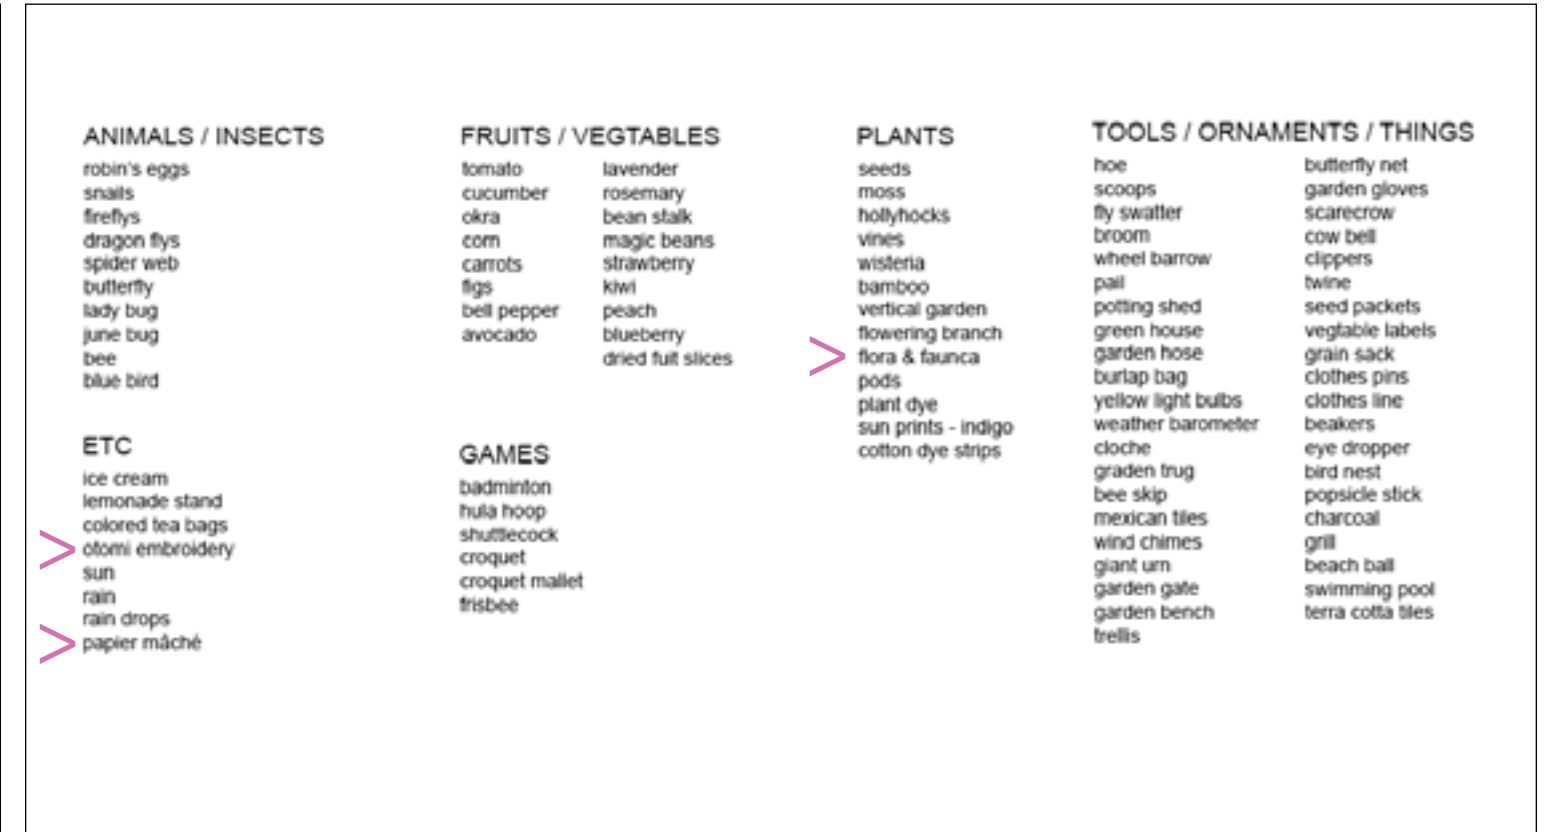 ANIMALS / INSECTS
robin's eggs
snails
fireflys
dragon flys
spider web
butterfly
lady bug
june bug
bee
blue bird
ETC
ice cream
lemonade stand
colored tea bags
> otomi embroidery
sun
rain
rain drops
> papier mâché
FRUITS / VEGTABLES
tomato
cucumber
okra
corn
carrots
figs
bell pepper
avocado
lavender
rosemary
bean stalk
magic beans
strawberry
kiwi
peach
blueberry
dried fuit slices
GAMES
badminton
hula hoop
shuttlecock
croquet
croquet mallet
frisbee
PLANTS
seeds
moss
hollyhocks
vines
wisteria
bamboo
vertical garden
flowering branch
> flora & faunca
pods
plant dye
sun prints - indigo
cotton dye strips
TOOLS / ORNAMENTS / THINGS
hoe
scoops
fly swatter
broom
wheel barrow
pail
potting shed
green house
garden hose
burlap bag
yellow light bulbs
weather barometer
cloche
graden trug
bee skip
mexican tiles
wind chimes
giant urn
garden gate
garden bench
trellis
butterfly net
garden gloves
scarecrow
cow bell
clippers
twine
seed packets
vegtable labels
grain sack
clothes pins
clothes line
beakers
eye dropper
bird nest
popsicle stick
charcoal
grill
beach ball
swimming pool
terra cotta tiles